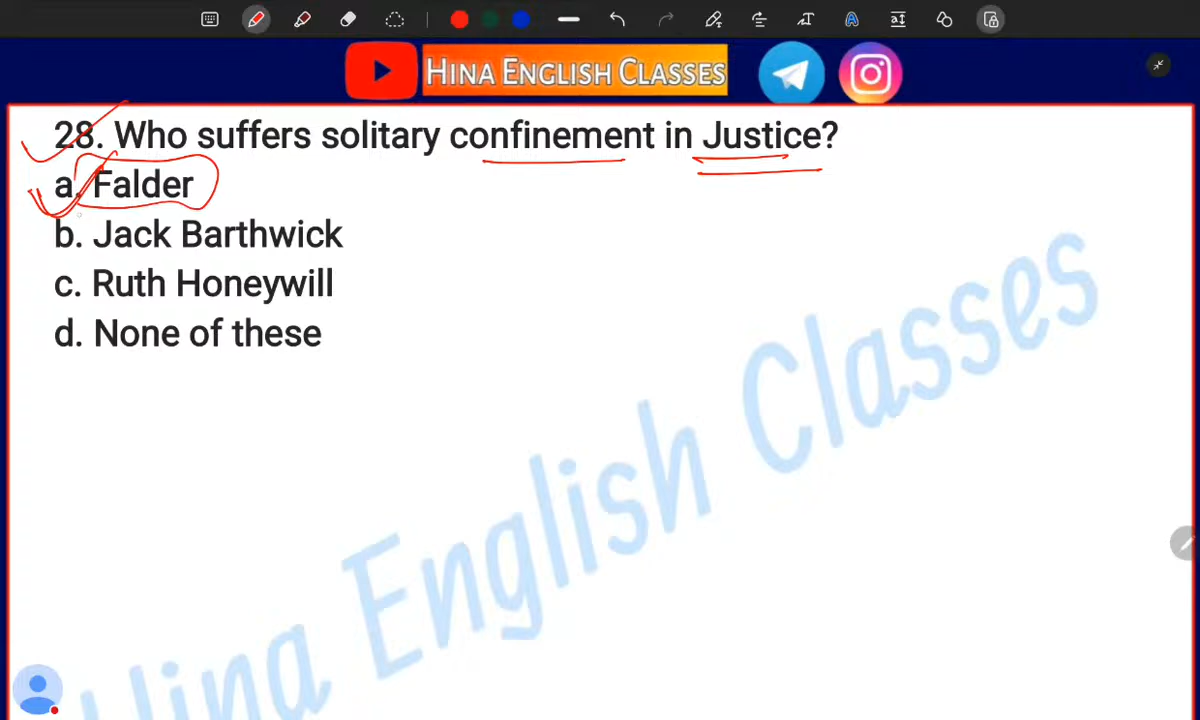 HINA ENGLISH CLASSES
28. Who suffers solitary confinement in Justice?
a. Falder
b. Jack Barthwick
c. Ruth Honeywill
d. None of these
Hina English Classes